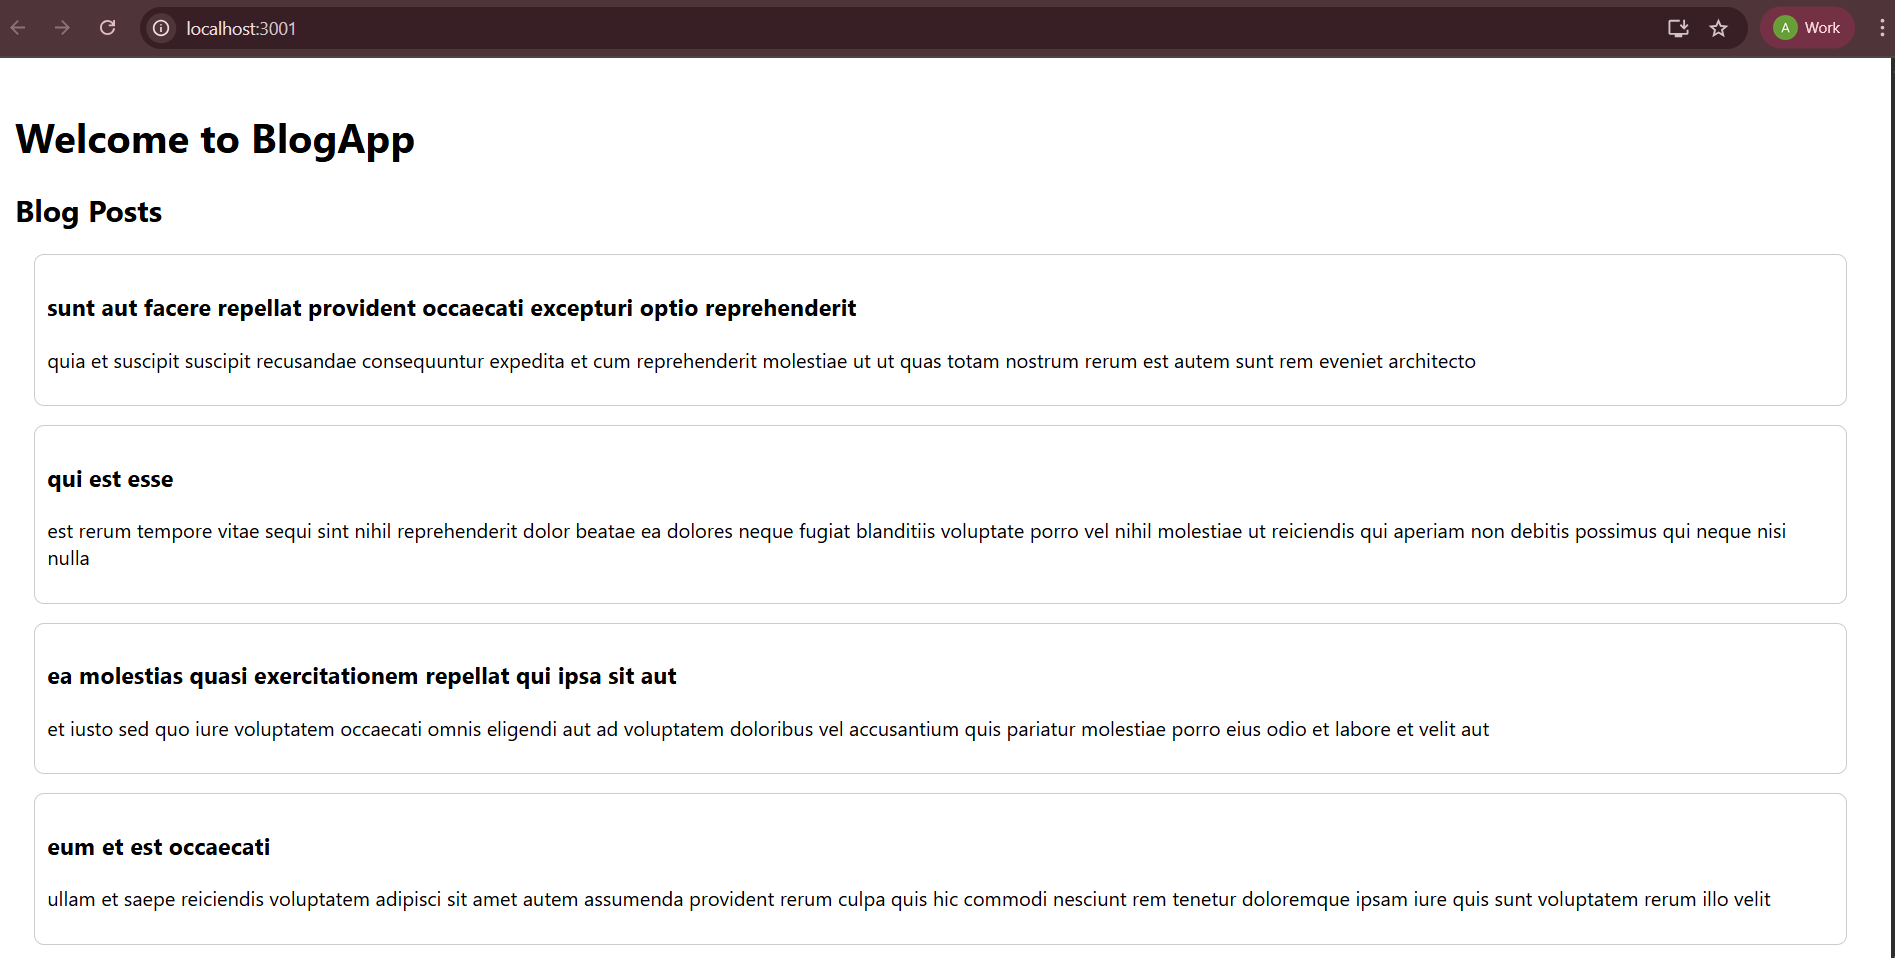 localhost:3001
A Work
Welcome to BlogApp
Blog Posts
sunt aut facere repellat provident occaecati excepturi optio reprehenderit
quia et suscipit suscipit recusandae consequuntur expedita et cum reprehenderit molestiae ut ut quas totam nostrum rerum est autem sunt rem eveniet architecto
qui est esse
est rerum tempore vitae sequi sint nihil reprehenderit dolor beatae ea dolores neque fugiat blanditiis voluptate porro vel nihil molestiae ut reiciendis qui aperiam non debitis possimus qui neque nisi
nulla
ea molestias quasi exercitationem repellat qui ipsa sit aut
et iusto sed quo iure voluptatem occaecati omnis eligendi aut ad voluptatem doloribus vel accusantium quis pariatur molestiae porro eius odio et labore et velit aut
eum et est occaecati
ullam et saepe reiciendis voluptatem adipisci sit amet autem assumenda provident rerum culpa quis hic commodi nesciunt rem tenetur doloremque ipsam iure quis sunt voluptatem rerum illo velit